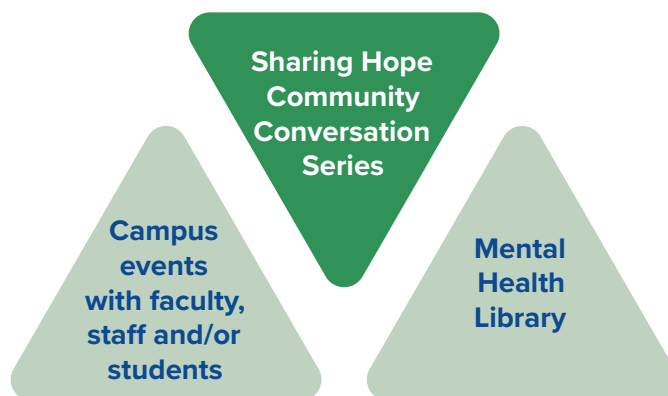 Sharing Hope
Community
Conversation
Series
Campus
events
with faculty,
staff and/or
students
Mental
Health
Library